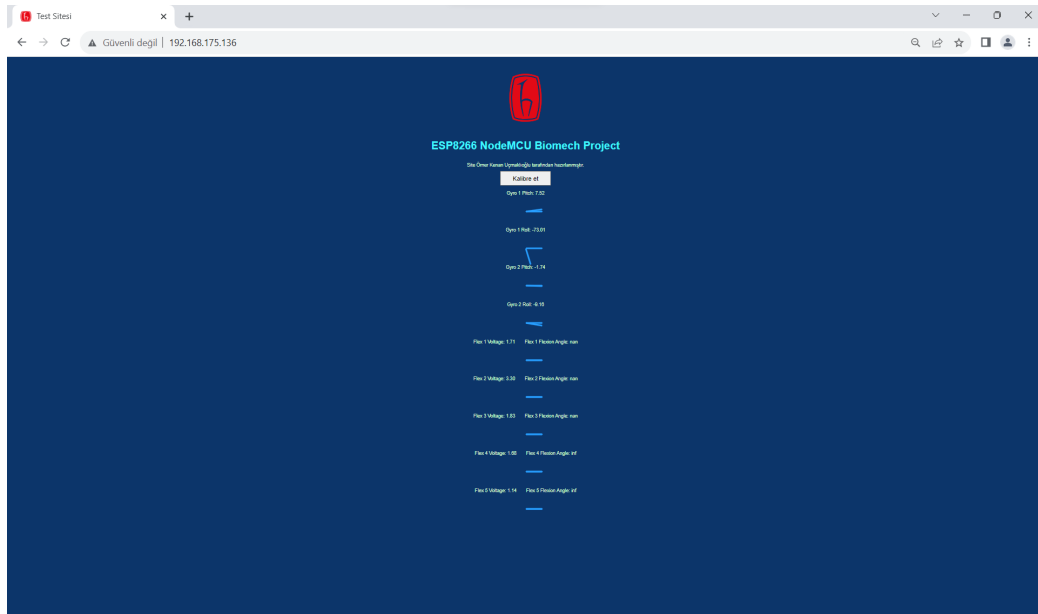 Test Sitesi
Güvenli değil 192.168.175.136
ESP8266 NodeMCU Biomech Project
Site Ömer Kenan Uçmaklıoğlu tarafından hazırlanmıştır.
Kalibre et
Gyro 1 Pitch: 7.52
Gyro 1 Roll: -73.81
Gyro 2 Pitch: -1.74
Gyro 2 Roll: -9.16
Flex 1 Voltage: 1.71 Flex 1 Flexion Angle: nan
Flex 2 Voltage: 3.30 Flex 2 Flexion Angle: nan
Flex 3 Voltage: 1.83 Flex 3 Flexion Angle: nan
Flex 4 Voltage: 1.66 Flex 4 Flexion Angle: inf
Flex 5 Voltage: 1.14 Flex 5 Flexion Angle: inf